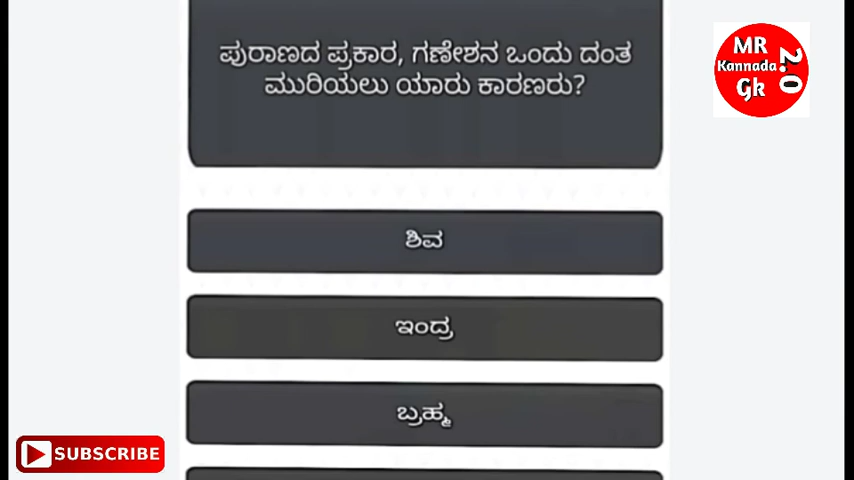 ಪುರಾಣದ ಪ್ರಕಾರ, ಗಣೇಶನ ಒಂದು ದಂತ
ಮುರಿಯಲು ಯಾರು ಕಾರಣರು?
MR
Kannada
Gk
2.0
ಶಿವ
ಇಂದ್ರ
ಬ್ರಹ್ಮ
SUBSCRIBE